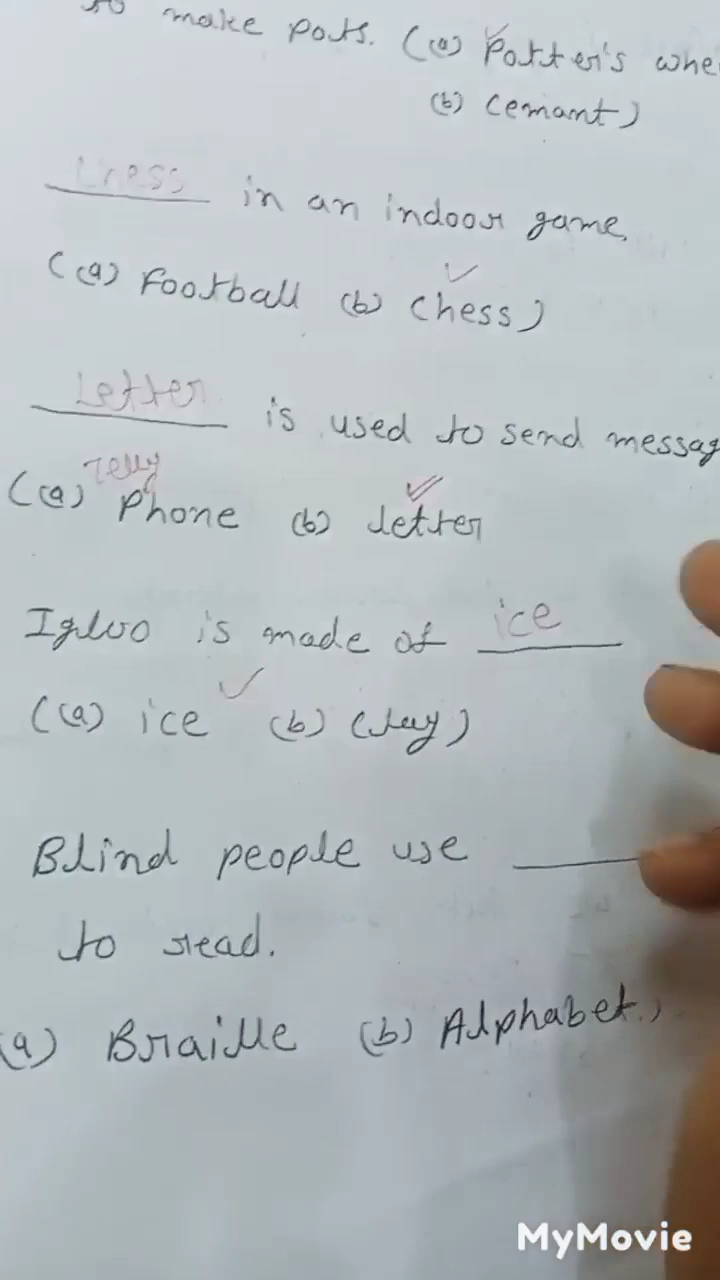 to make pots. (a) Potter's whe
(b) Cemant)
Chess in an indoor game.
(a) Football (b) Chess)
Letter is used to send messag
(a) Phone (b) letter
Igloo is made of ice
(a) ice (b) Clay)
Blind people use
to read.
(a) Braille (b) Alphabet.)
MyMovie